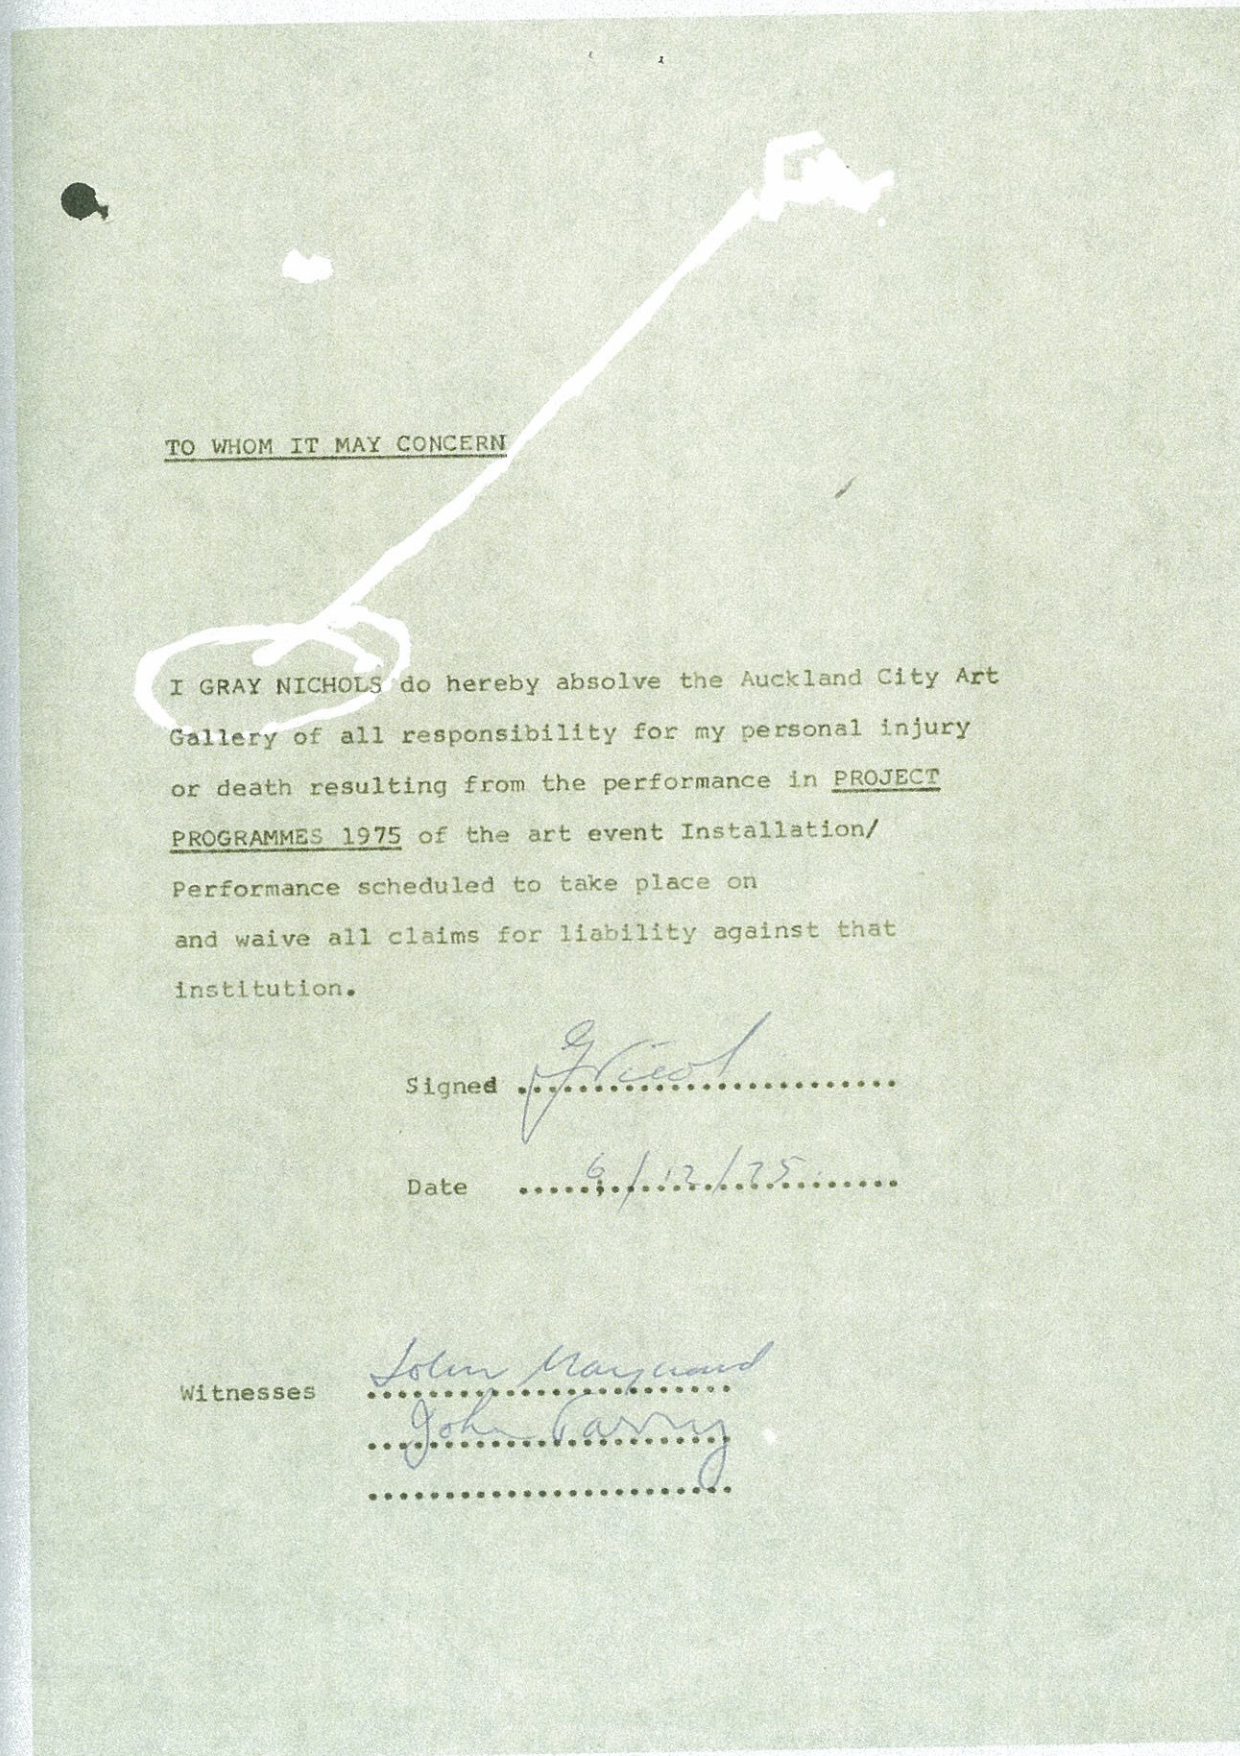 TO WHOM IT MAY CONCERN
I GRAY NICHOLS do hereby absolve the Auckland City Art
Gallery of all responsibility for my personal injury
or death resulting from the performance in PROJECT
PROGRAMMES 1975 of the art event Installation/
Performance scheduled to take place on
and waive all claims for liability against that
institution.
Signed GNicol
Date 6/12/75
Witnesses John Maynard
John Parry